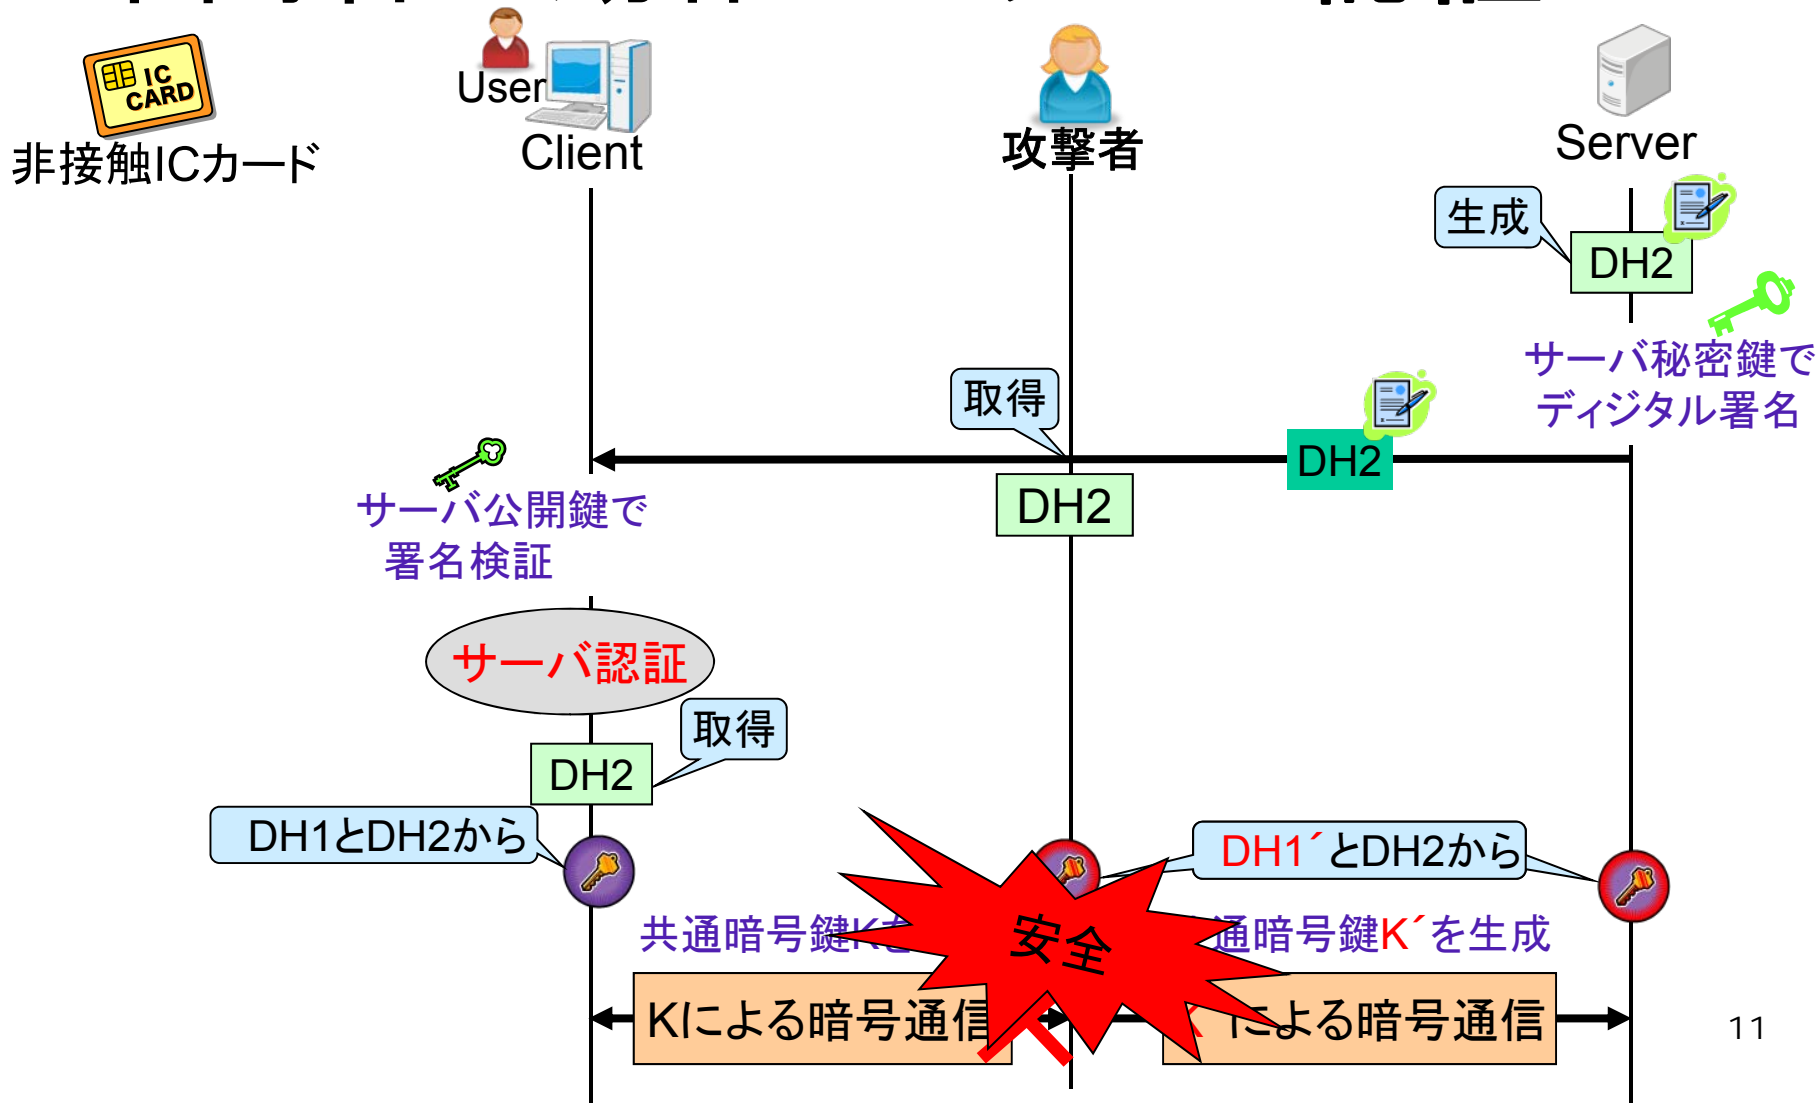 IC
CARD
非接触ICカード
User
Client
攻撃者
Server
生成
DH2
サーバ秘密鍵で
ディジタル署名
取得
DH2
DH2
サーバ公開鍵で
署名検証
サーバ認証
取得
DH2
DH1とDH2から
DH1´とDH2から
共通暗号鍵Kを
安全
通暗号鍵K´を生成
Kによる暗号通信
による暗号通信
11